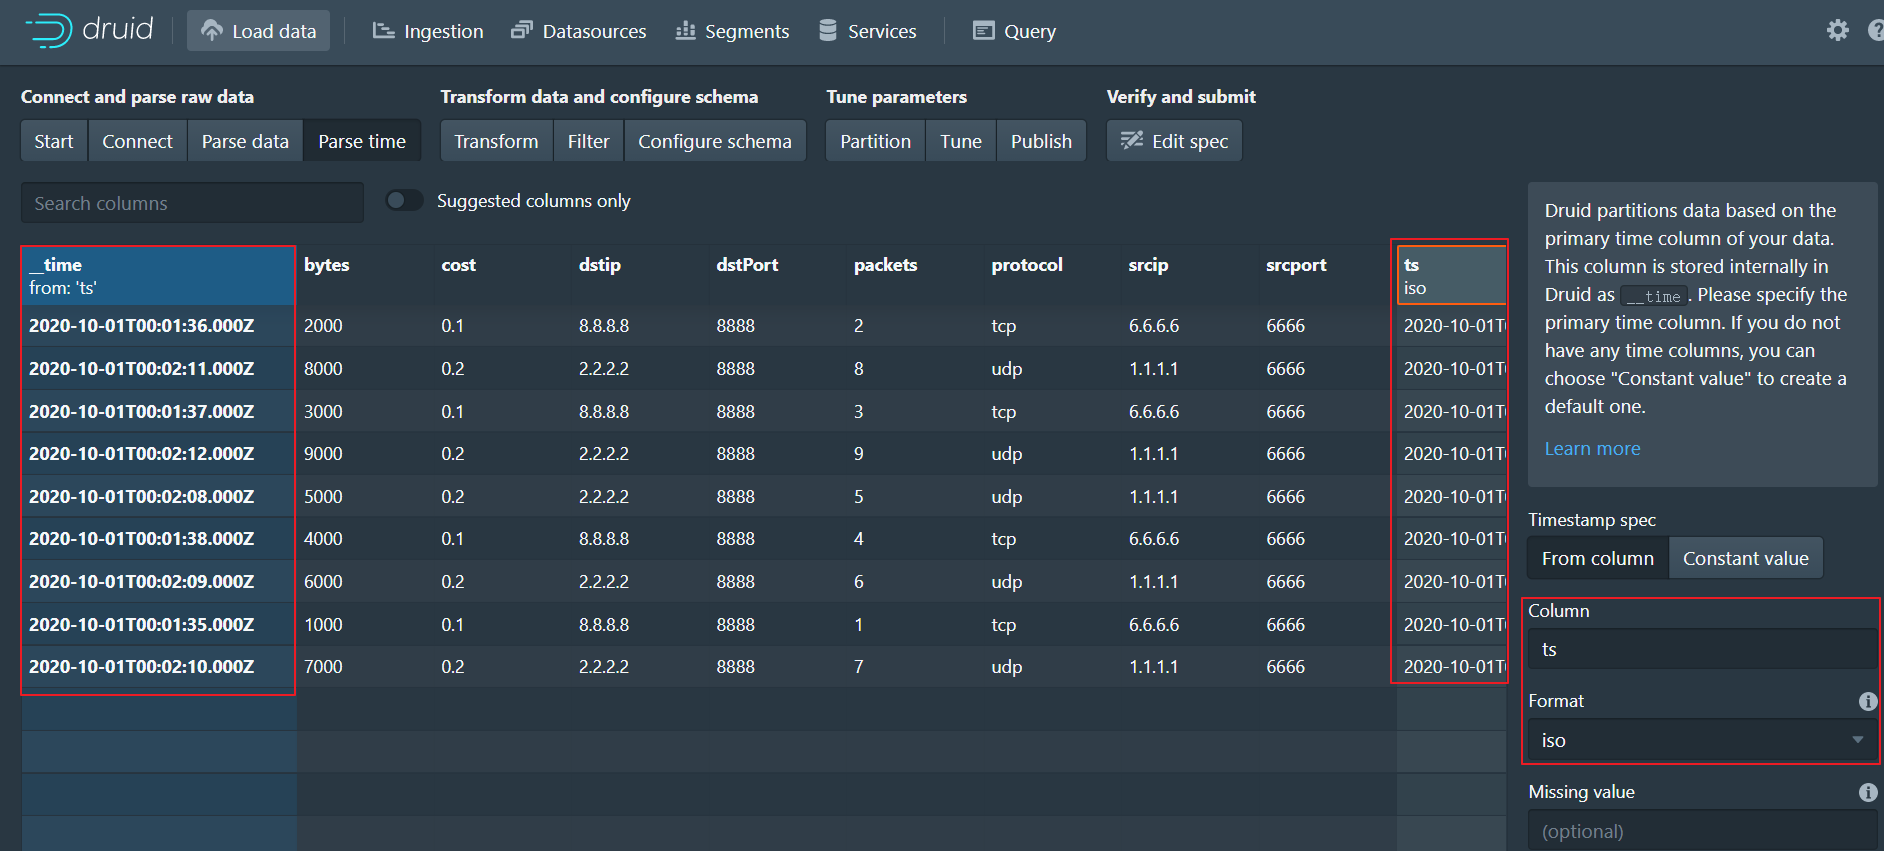 druid Load data Ingestion Datasources Segments Services Query
Connect and parse raw data Transform data and configure schema Tune parameters Verify and submit
Start Connect Parse data Parse time Transform Filter Configure schema Partition Tune Publish Edit spec
Search columns Suggested columns only
__time bytes cost dstip dstPort packets protocol srcip srcport ts
from: 'ts' iso
2020-10-01T00:01:36.000Z 2000 0.1 8.8.8.8 8888 2 tcp 6.6.6.6 6666 2020-10-01T
2020-10-01T00:02:11.000Z 8000 0.2 2.2.2.2 8888 8 udp 1.1.1.1 6666 2020-10-01T
2020-10-01T00:01:37.000Z 3000 0.1 8.8.8.8 8888 3 tcp 6.6.6.6 6666 2020-10-01T
2020-10-01T00:02:12.000Z 9000 0.2 2.2.2.2 8888 9 udp 1.1.1.1 6666 2020-10-01T
2020-10-01T00:02:08.000Z 5000 0.2 2.2.2.2 8888 5 udp 1.1.1.1 6666 2020-10-01T
2020-10-01T00:01:38.000Z 4000 0.1 8.8.8.8 8888 4 tcp 6.6.6.6 6666 2020-10-01T
2020-10-01T00:02:09.000Z 6000 0.2 2.2.2.2 8888 6 udp 1.1.1.1 6666 2020-10-01T
2020-10-01T00:01:35.000Z 1000 0.1 8.8.8.8 8888 1 tcp 6.6.6.6 6666 2020-10-01T
2020-10-01T00:02:10.000Z 7000 0.2 2.2.2.2 8888 7 udp 1.1.1.1 6666 2020-10-01T
Druid partitions data based on the
primary time column of your data.
This column is stored internally in
Druid as __time. Please specify the
primary time column. If you do not
have any time columns, you can
choose "Constant value" to create a
default one.
Learn more
Timestamp spec
From column Constant value
Column
ts
Format
iso
Missing value
(optional)